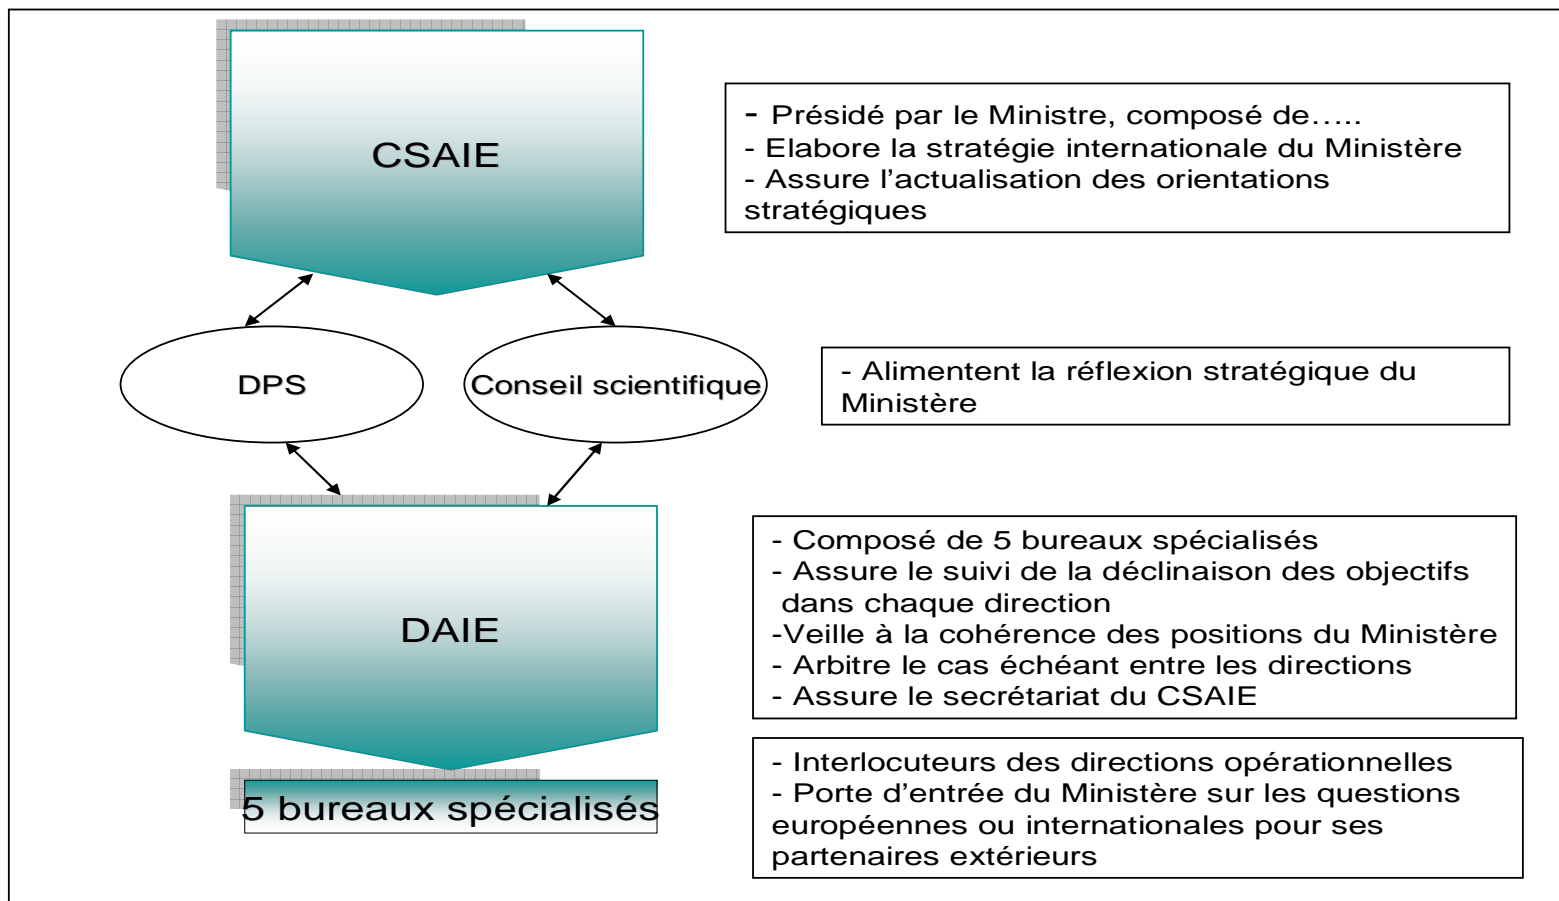 CSAIE
- Présidé par le Ministre, composé de…..
- Elabore la stratégie internationale du Ministère
- Assure l’actualisation des orientations
stratégiques
DPS
Conseil scientifique
- Alimentent la réflexion stratégique du
Ministère
DAIE
- Composé de 5 bureaux spécialisés
- Assure le suivi de la déclinaison des objectifs
dans chaque direction
-Veille à la cohérence des positions du Ministère
- Arbitre le cas échéant entre les directions
- Assure le secrétariat du CSAIE
5 bureaux spécialisés
- Interlocuteurs des directions opérationnelles
- Porte d’entrée du Ministère sur les questions
européennes ou internationales pour ses
partenaires extérieurs